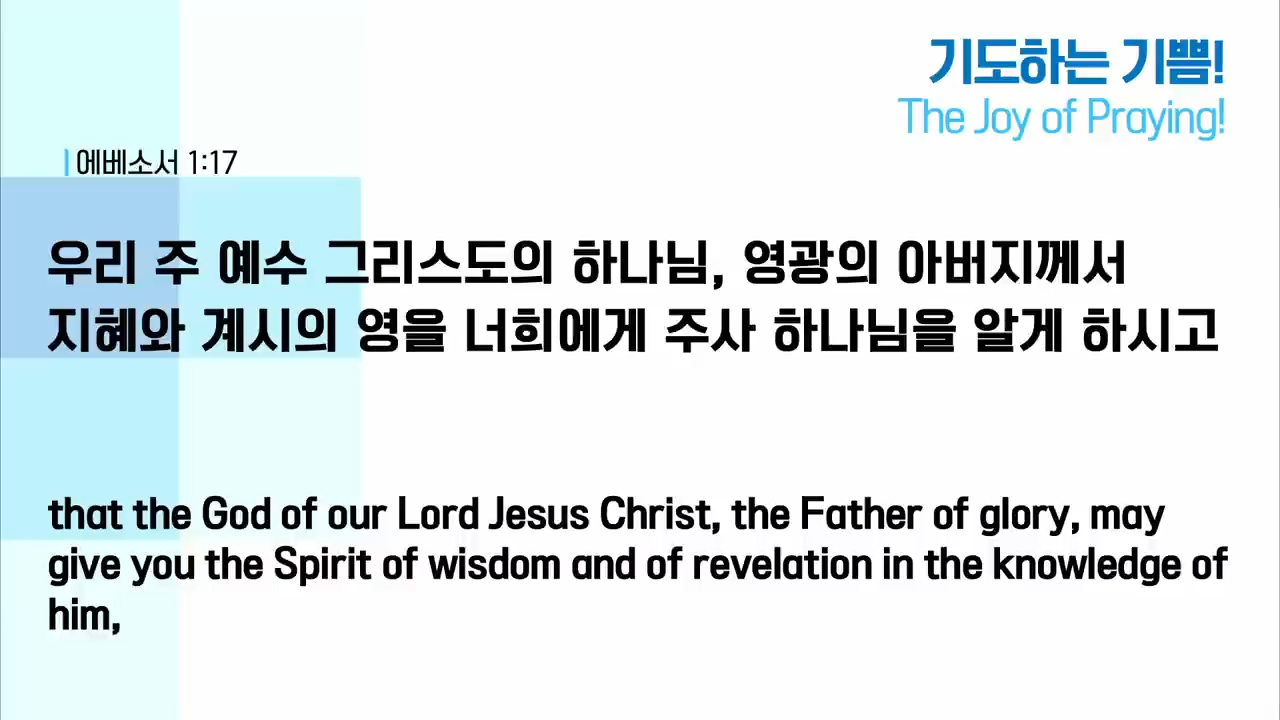 기도하는 기쁨!
The Joy of Praying!
에베소서 1:17
우리 주 예수 그리스도의 하나님, 영광의 아버지께서
지혜와 계시의 영을 너희에게 주사 하나님을 알게 하시고
that the God of our Lord Jesus Christ, the Father of glory, may
give you the Spirit of wisdom and of revelation in the knowledge of
him,